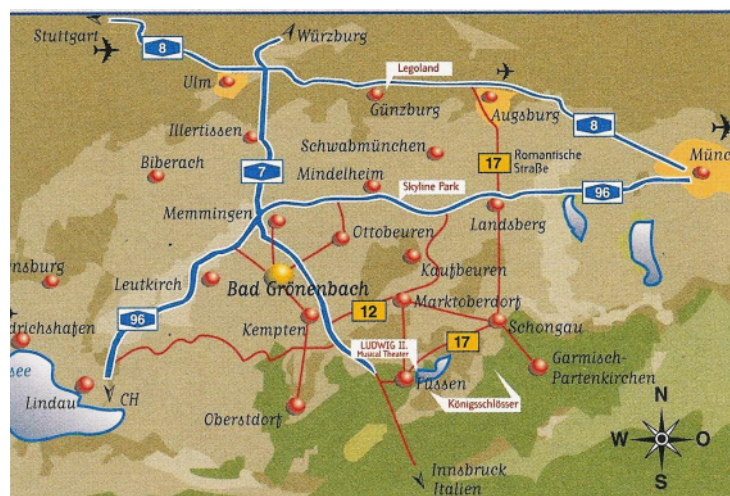 Stuttgart
8
Würzburg
Ulm
Legoland
Günzburg
Augsburg
8
Illertissen
Biberach
7
Schwabmünchen
Mindelheim
17
Romantische
Straße
Münc
Skyline Park
96
Memmingen
Ottobeuren
Landsberg
Kaufbeuren
ensburg
Leutkirch
Bad Grönenbach
96
Kempten
12
Marktoberdorf
Schongau
drichshafen
LUDWIG II.
Musical Theater
17
Garmisch-
Partenkirchen
see
Lindau
CH
Füssen
Königsschlösser
Oberstdorf
N
W
O
S
Innsbruck
Italien